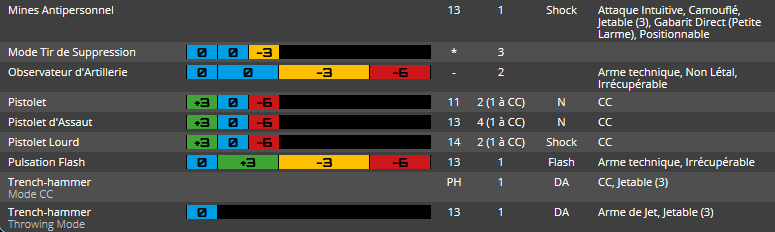 Mines Antipersonnel 13 1 Shock Attaque Intuitive, Camouflé,
Jetable (3), Gabarit Direct (Petite
Larme), Positionnable
Mode Tir de Suppression 0 0 -3 * 3
Observateur d'Artillerie 0 0 -3 -6 - 2 Arme technique, Non Létal,
Irrécupérable
Pistolet +3 0 -6 11 2 (1 à CC) N CC
Pistolet d'Assaut +3 0 -6 13 4 (1 à CC) N CC
Pistolet Lourd +3 0 -6 14 2 (1 à CC) Shock CC
Pulsation Flash 0 +3 -3 -6 13 1 Flash Arme technique, Irrécupérable
Trench-hammer PH 1 DA CC, Jetable (3)
Mode CC
Trench-hammer 0 13 1 DA Arme de Jet, Jetable (3)
Throwing Mode